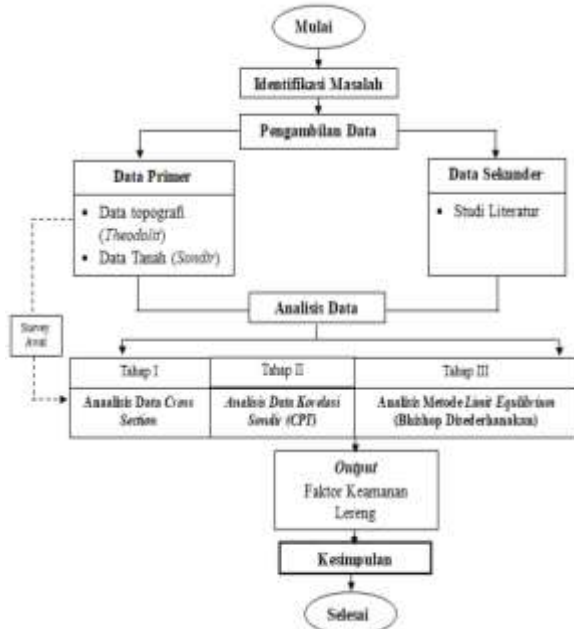 Mulai
Identifikasi Masalah
Pengambilan Data
Data Primer
• Data topografi
(Theodolit)
• Data Tanah (Sondir)
Data Sekunder
• Studi Literatur
Analisis Data
Survey
Awal
Tahap I
Tahap II
Tahap III
Anaalisis Data Cross
Section
Analisis Data Korelasi
Sondir (CPT)
Analisis Metode Limit Equilibrium
(Bhishop Disederhanakan)
Output
Faktor Keamanan
Lereng
Kesimpulan
Selesai